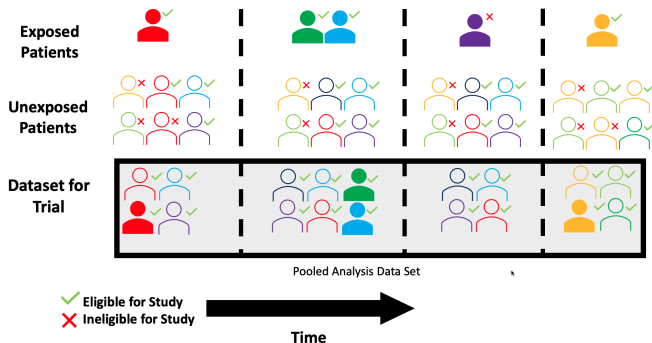 Exposed
Patients
Unexposed
Patients
Dataset for
Trial
Pooled Analysis Data Set
Eligible for Study
Ineligible for Study
Time